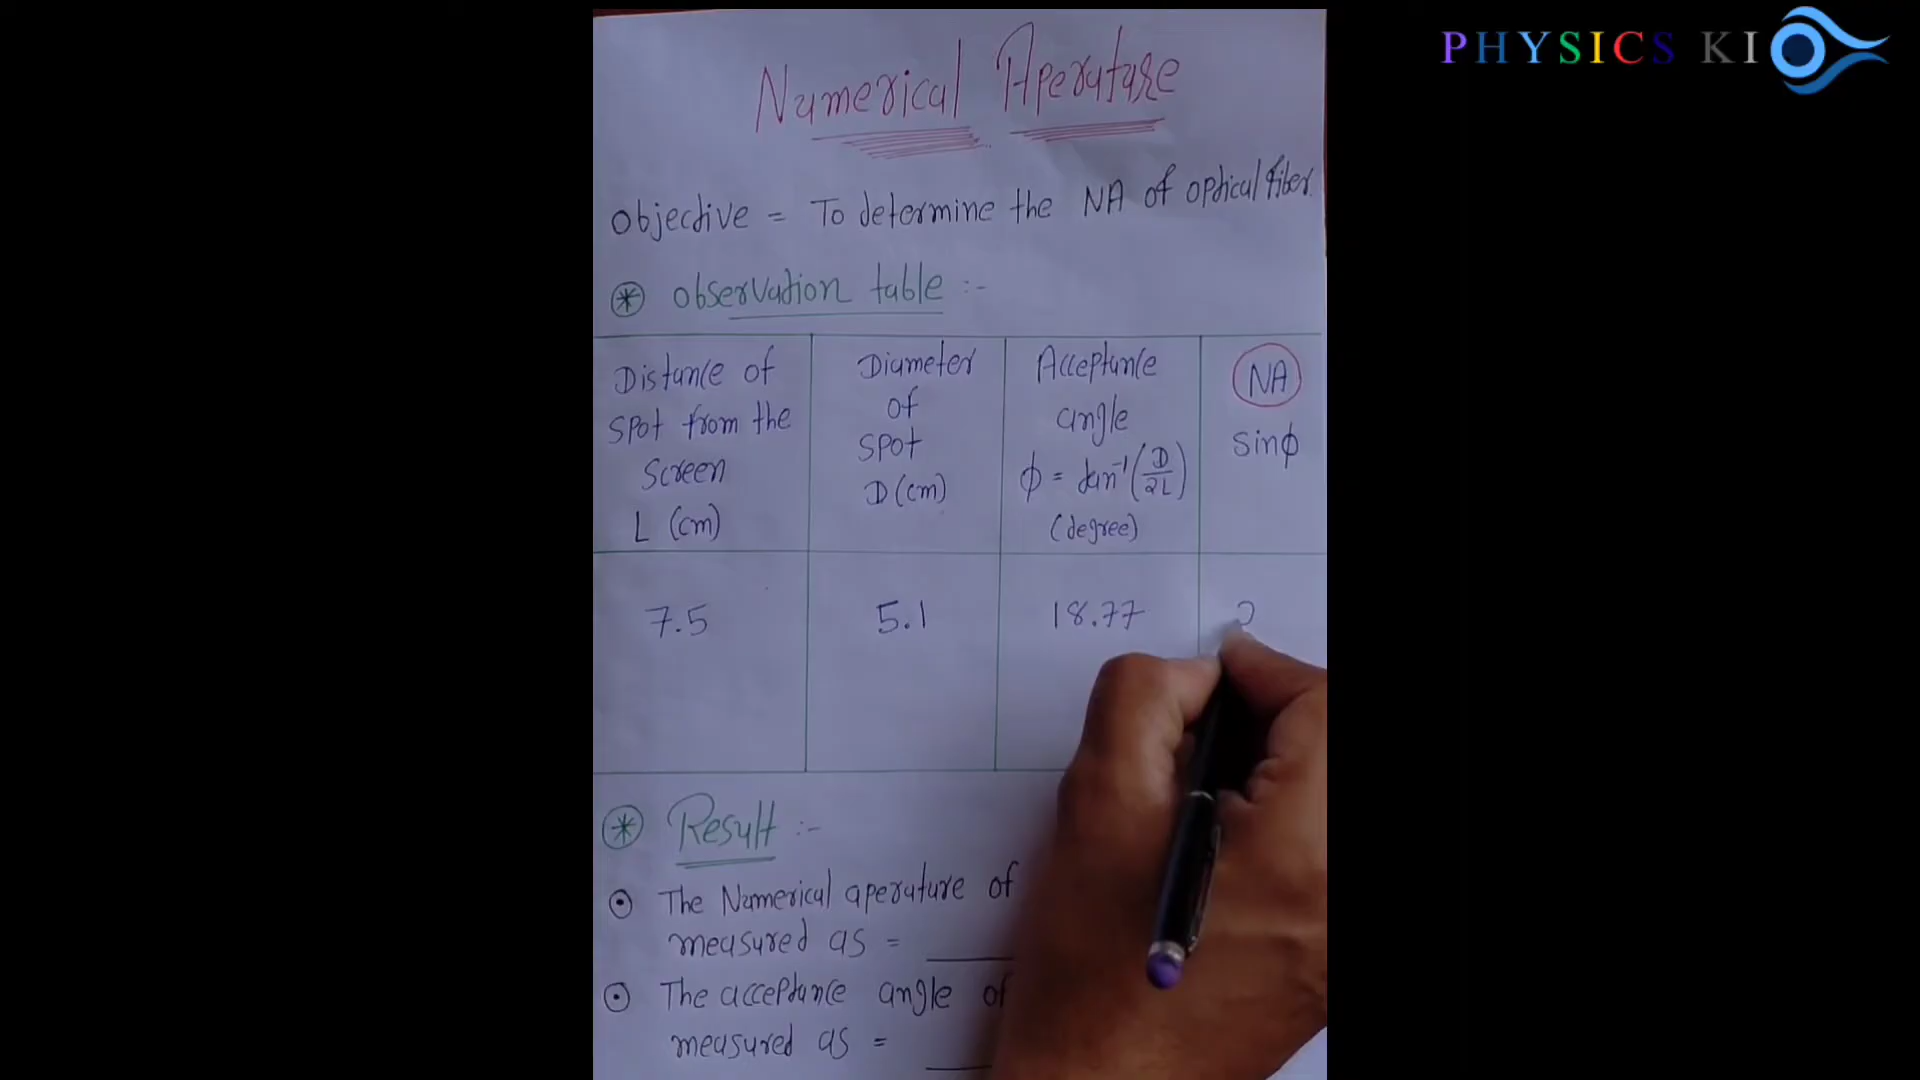 PHYSICS KI
Numerical Aperature
Objective = To determine the NA of optical fiber.
* Observation table :-
Distance of
spot from the
Screen
L (cm)
Diameter
of
spot
D (cm)
Acceptance
angle
ϕ = tan⁻¹(D/2L)
(degree)
NA
sinϕ
7.5
5.1
18.77
* Result :-
The Numerical aperature of
measured as =
The acceptance angle of
measured as =